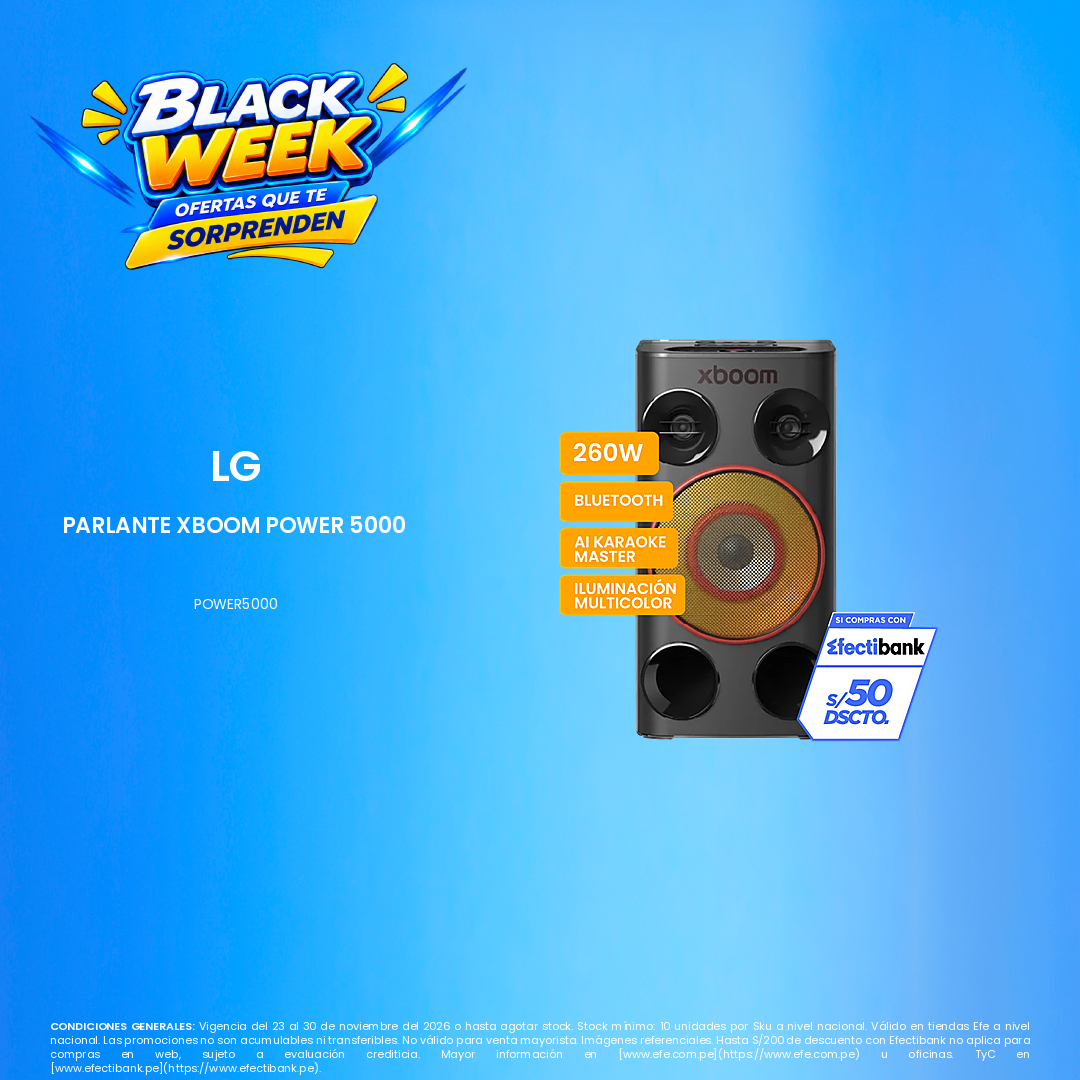 BLACK
WEEK
OFERTAS QUE TE
SORPRENDEN
xboom
LG
PARLANTE XBOOM POWER 5000
POWER5000
260W
BLUETOOTH
AI KARAOKE
MASTER
ILUMINACIÓN
MULTICOLOR
SI COMPRAS CON
Efectibank
S/50
DSCTO.
CONDICIONES GENERALES: Vigencia del 23 al 30 de noviembre del 2026 o hasta agotar stock. Stock mínimo: 10 unidades por Sku a nivel nacional. Válido en tiendas Efe a nivel
nacional. Las promociones no son acumulables ni transferibles. No válido para venta mayorista. Imágenes referenciales. Hasta S/200 de descuento con Efectibank no aplica para
compras en web, sujeto a evaluación crediticia. Mayor información en [www.efe.com.pe](https://www.efe.com.pe) u oficinas. TyC en
[www.efectibank.pe](https://www.efectibank.pe).